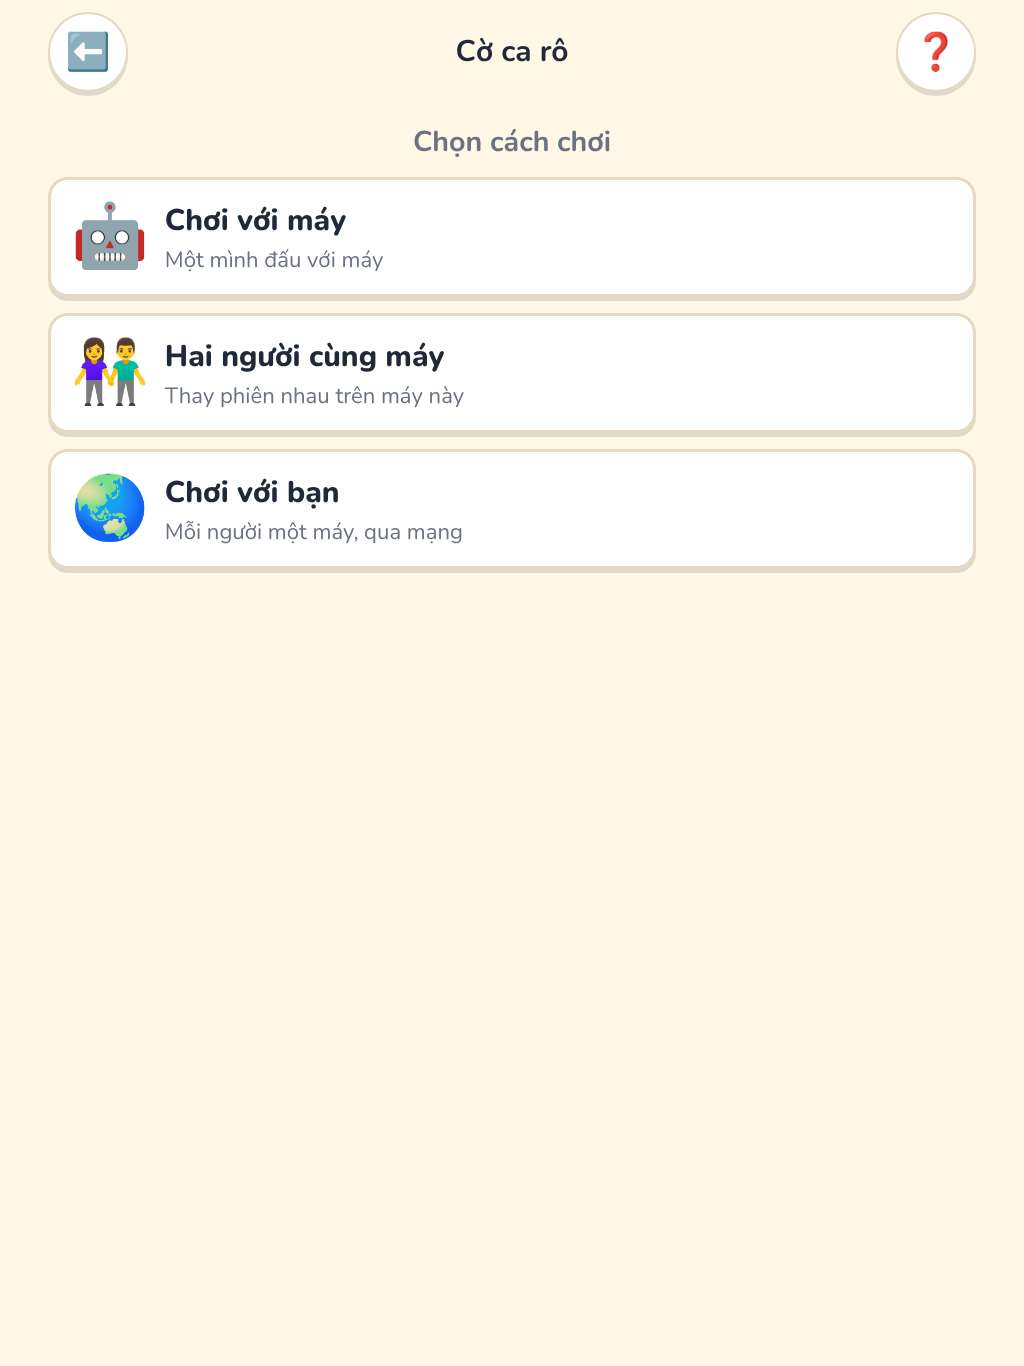 Cờ ca rô
Chọn cách chơi
Chơi với máy
Một mình đấu với máy
Hai người cùng máy
Thay phiên nhau trên máy này
Chơi với bạn
Mỗi người một máy, qua mạng